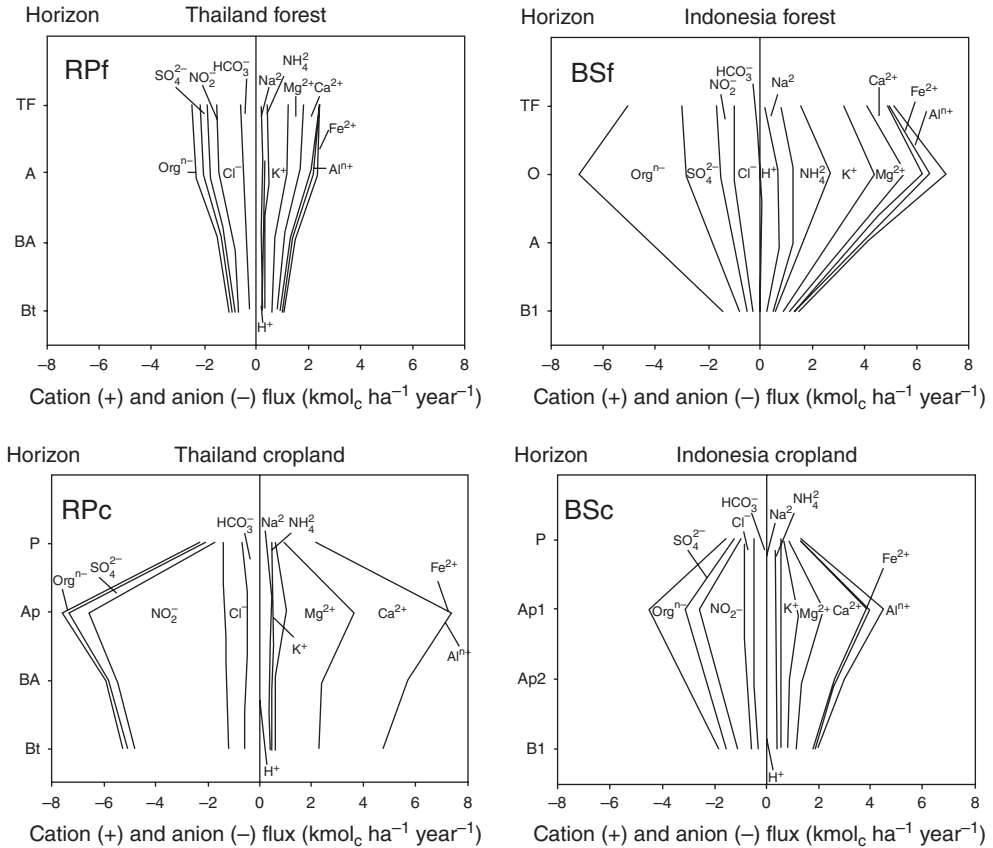 Horizon Thailand forest
RPf
SO₄²⁻ NO₂⁻ HCO₃⁻ Na² NH₄² Mg²⁺ Ca²⁺
TF
Fe²⁺
A Orgⁿ⁻ Cl⁻ K⁺ Alⁿ⁺
BA
Bt
H⁺
−8 −6 −4 −2 0 2 4 6 8
Cation (+) and anion (−) flux (kmol_c ha⁻¹ year⁻¹)
Horizon Indonesia forest
BSf
HCO₃⁻ NO₂⁻ Na² Ca²⁺ Fe²⁺ Alⁿ⁺
TF
O Orgⁿ⁻ SO₄²⁻ Cl⁻ H⁺ NH₄² K⁺ Mg²⁺
A
B1
−8 −6 −4 −2 0 2 4 6 8
Cation (+) and anion (−) flux (kmol_c ha⁻¹ year⁻¹)
Horizon Thailand cropland
RPc
HCO₃⁻ Na² NH₄²
P
Orgⁿ⁻ SO₄²⁻ Fe²⁺
Ap NO₂⁻ Cl⁻ Mg²⁺ Ca²⁺
K⁺ Alⁿ⁺
BA
Bt
H⁺
−8 −6 −4 −2 0 2 4 6 8
Cation (+) and anion (−) flux (kmol_c ha⁻¹ year⁻¹)
Horizon Indonesia cropland
BSc
HCO₃⁻ NH₄²
Cl⁻ Na²
SO₄²⁻
P
Fe²⁺
Ap1 Orgⁿ⁻ NO₂− K⁺ Mg²⁺ Ca²⁺ Alⁿ⁺
Ap2
B1
H⁺
−8 −6 −4 −2 0 2 4 6 8
Cation (+) and anion (−) flux (kmol_c ha⁻¹ year⁻¹)